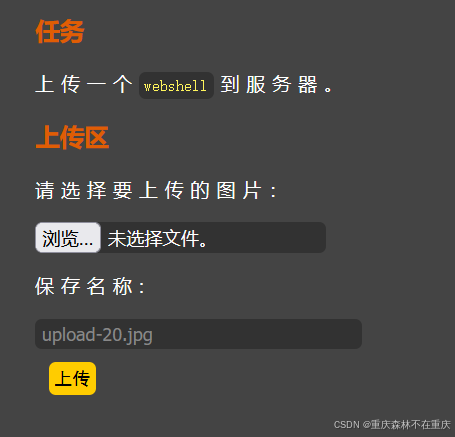 任务
上传一个 webshell 到服务器。
上传区
请选择要上传的图片：
浏览... 未选择文件。
保存名称：
upload-20.jpg
上传
CSDN @重庆森林不在重庆